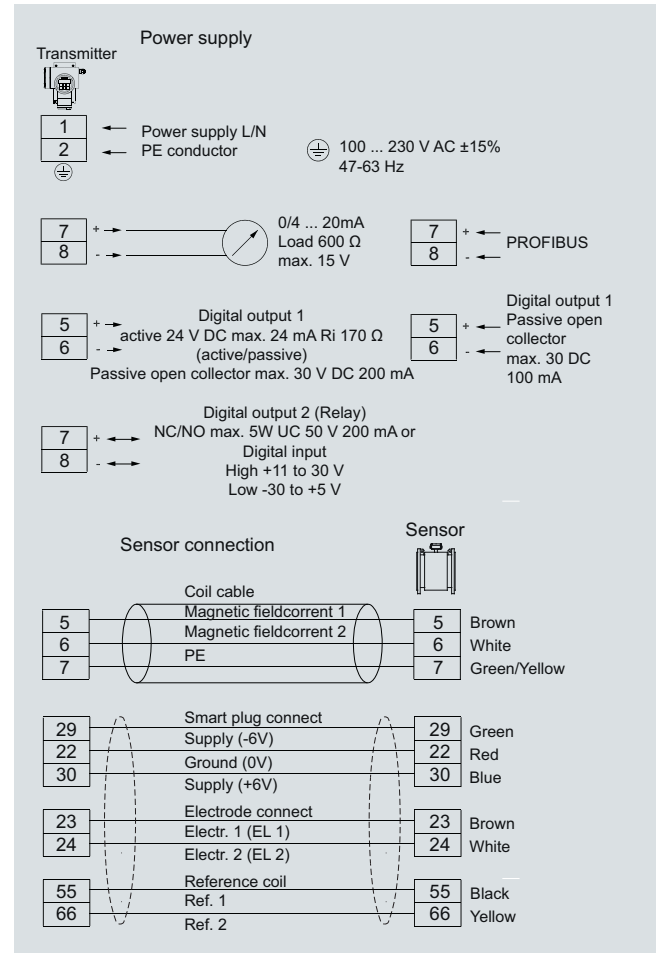 Power supply
Transmitter
1
Power supply L/N
2
PE conductor
100 ... 230 V AC ±15%
47-63 Hz
7
+
8
-
0/4 ... 20mA
Load 600 Ω
max. 15 V
7
+
8
-
PROFIBUS
5
+
6
-
Digital output 1
active 24 V DC max. 24 mA Ri 170 Ω
(active/passive)
Passive open collector max. 30 V DC 200 mA
5
+
6
-
Digital output 1
Passive open
collector
max. 30 DC
100 mA
7
+
8
-
Digital output 2 (Relay)
NC/NO max. 5W UC 50 V 200 mA or
Digital input
High +11 to 30 V
Low -30 to +5 V
Sensor connection
Sensor
Coil cable
5
Magnetic fieldcorrent 1
5
Brown
6
Magnetic fieldcorrent 2
6
White
7
PE
7
Green/Yellow
Smart plug connect
29
Supply (-6V)
29
Green
22
Ground (0V)
22
Red
30
Supply (+6V)
30
Blue
Electrode connect
23
Electr. 1 (EL 1)
23
Brown
24
Electr. 2 (EL 2)
24
White
Reference coil
55
Ref. 1
55
Black
66
Ref. 2
66
Yellow